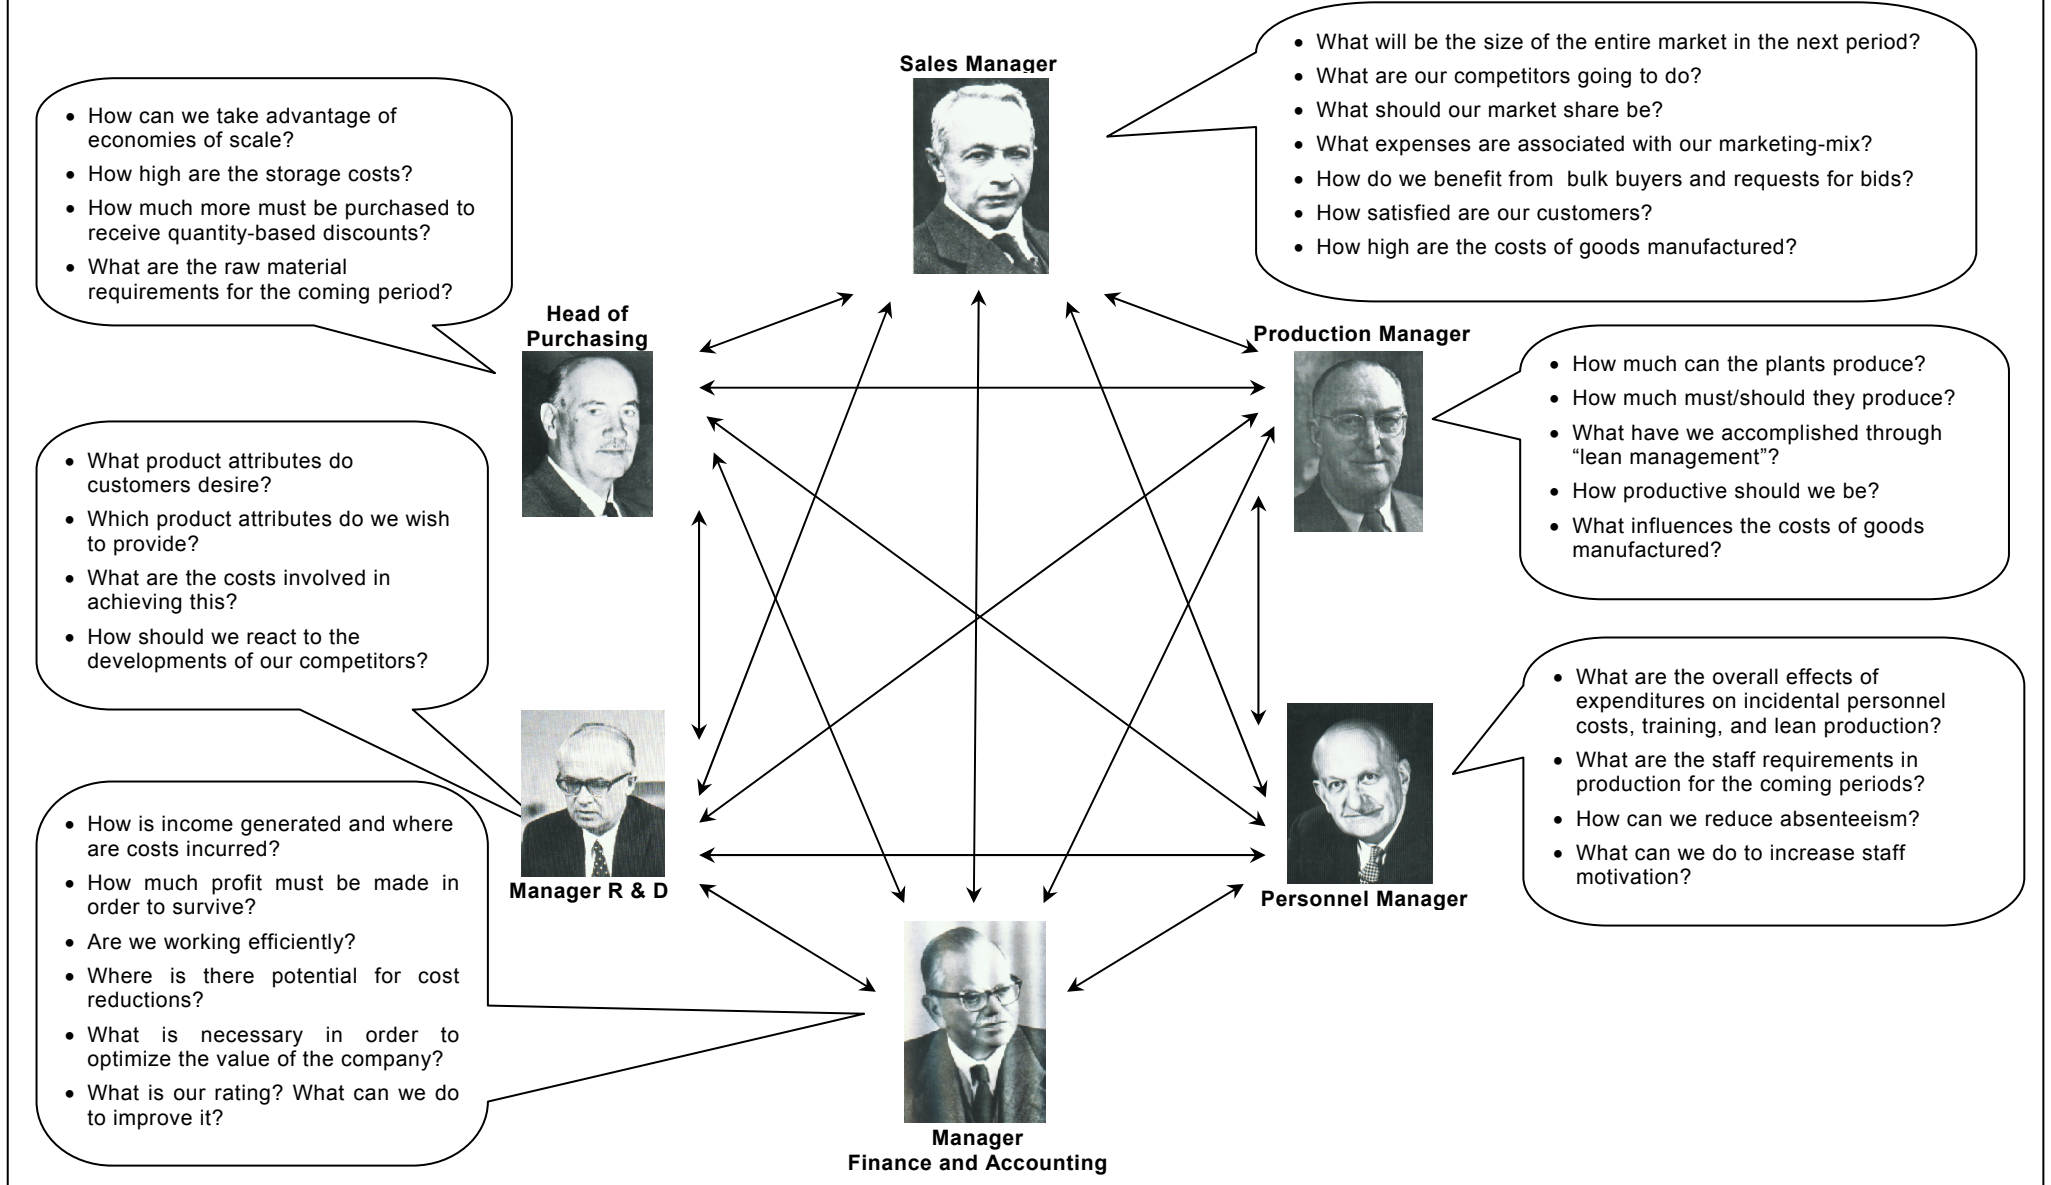 Sales Manager
• What will be the size of the entire market in the next period?
• What are our competitors going to do?
• What should our market share be?
• What expenses are associated with our marketing-mix?
• How do we benefit from bulk buyers and requests for bids?
• How satisfied are our customers?
• How high are the costs of goods manufactured?
• How can we take advantage of
economies of scale?
• How high are the storage costs?
• How much more must be purchased to
receive quantity-based discounts?
• What are the raw material
requirements for the coming period?
Head of
Purchasing
Production Manager
• How much can the plants produce?
• How much must/should they produce?
• What have we accomplished through
“lean management”?
• How productive should we be?
• What influences the costs of goods
manufactured?
• What product attributes do
customers desire?
• Which product attributes do we wish
to provide?
• What are the costs involved in
achieving this?
• How should we react to the
developments of our competitors?
Manager R & D
Personnel Manager
• What are the overall effects of
expenditures on incidental personnel
costs, training, and lean production?
• What are the staff requirements in
production for the coming periods?
• How can we reduce absenteeism?
• What can we do to increase staff
motivation?
• How is income generated and where
are costs incurred?
• How much profit must be made in
order to survive?
• Are we working efficiently?
• Where is there potential for cost
reductions?
• What is necessary in order to
optimize the value of the company?
• What is our rating? What can we do
to improve it?
Manager
Finance and Accounting